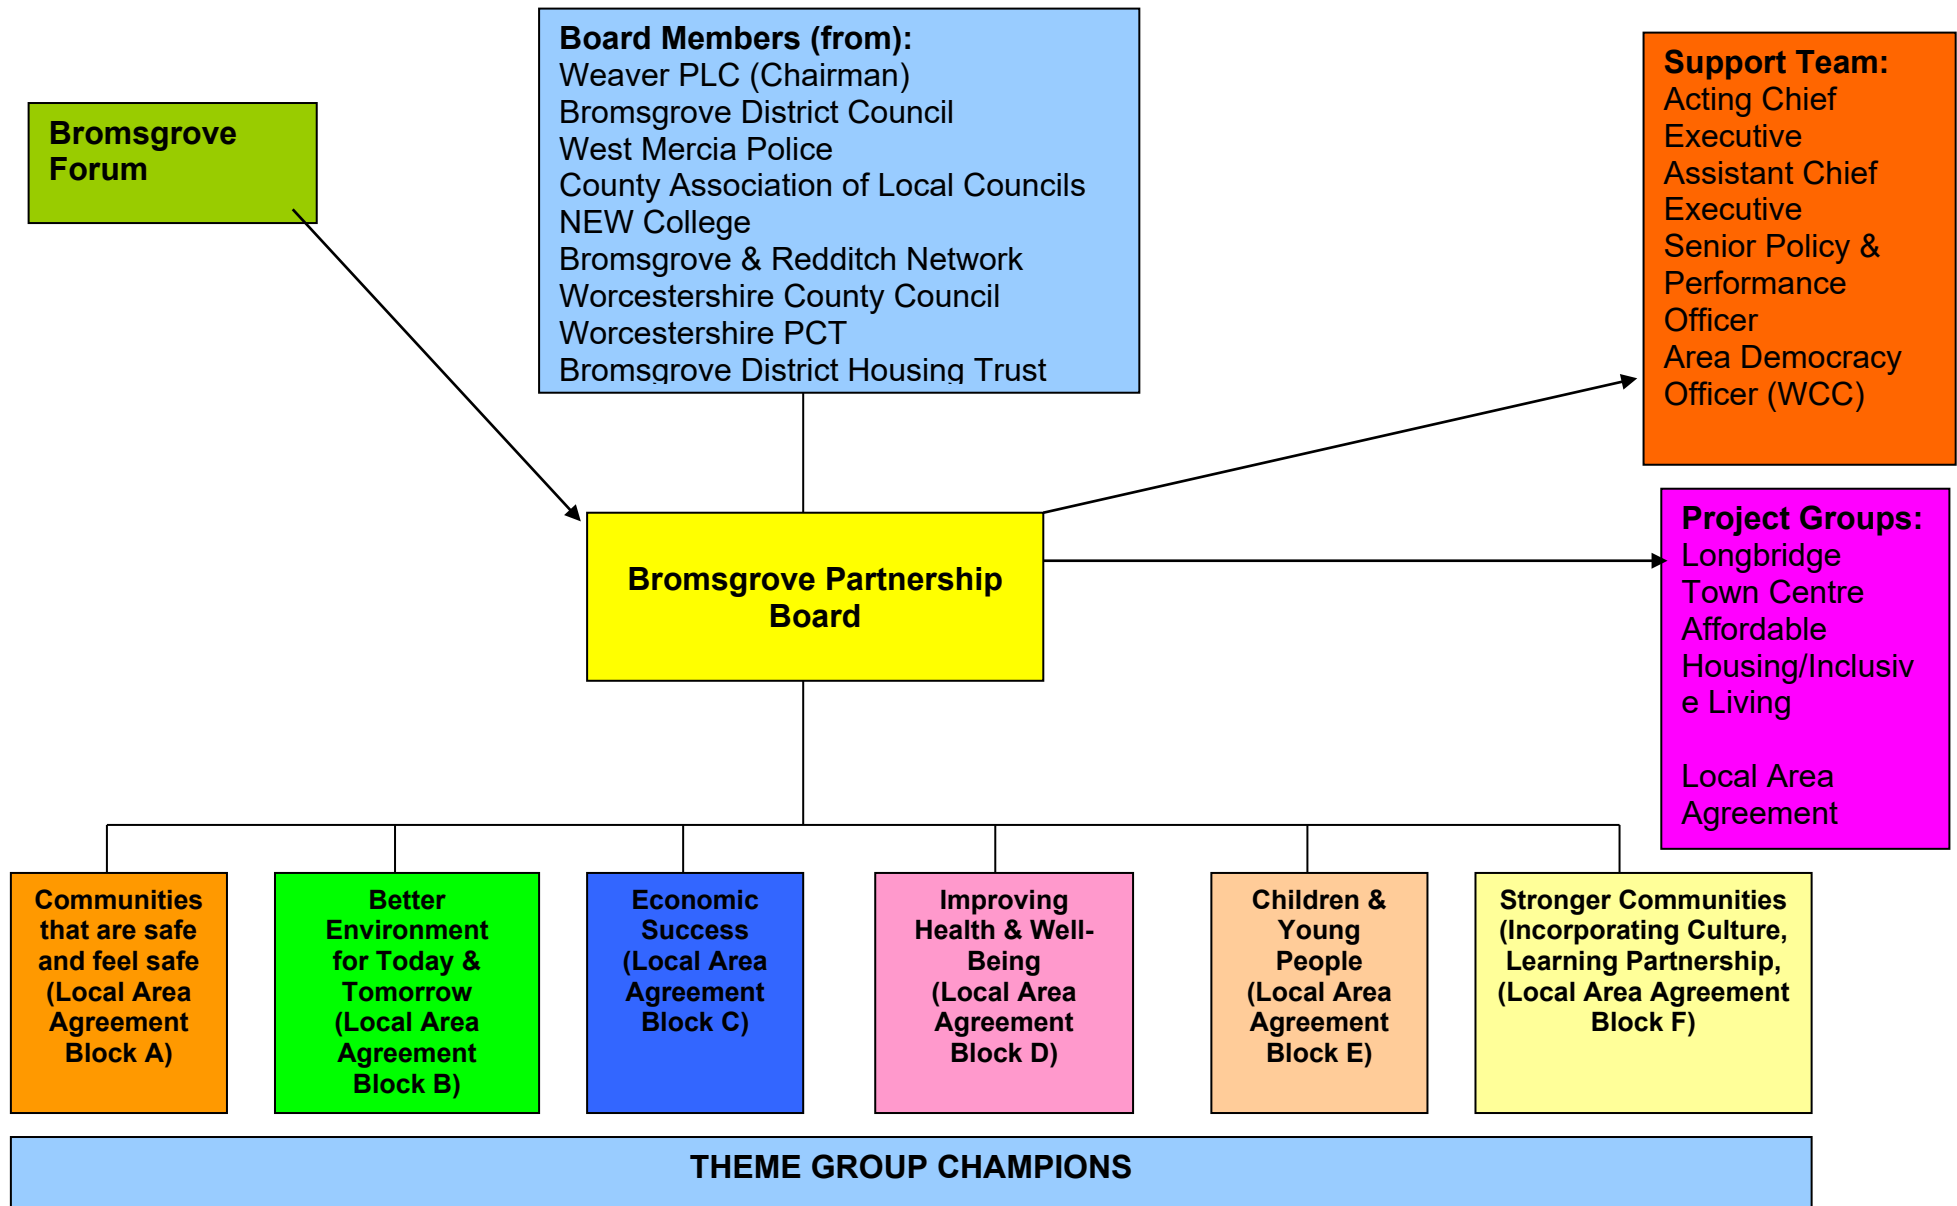 Bromsgrove
Forum
Board Members (from):
Weaver PLC (Chairman)
Bromsgrove District Council
West Mercia Police
County Association of Local Councils
NEW College
Bromsgrove & Redditch Network
Worcestershire County Council
Worcestershire PCT
Bromsgrove District Housing Trust
Support Team:
Acting Chief
Executive
Assistant Chief
Executive
Senior Policy &
Performance
Officer
Area Democracy
Officer (WCC)
Bromsgrove Partnership
Board
Project Groups:
Longbridge
Town Centre
Affordable
Housing/Inclusiv
e Living
Local Area
Agreement
Communities
that are safe
and feel safe
(Local Area
Agreement
Block A)
Better
Environment
for Today &
Tomorrow
(Local Area
Agreement
Block B)
Economic
Success
(Local Area
Agreement
Block C)
Improving
Health & Well-
Being
(Local Area
Agreement
Block D)
Children &
Young
People
(Local Area
Agreement
Block E)
Stronger Communities
(Incorporating Culture,
Learning Partnership,
(Local Area Agreement
Block F)
THEME GROUP CHAMPIONS